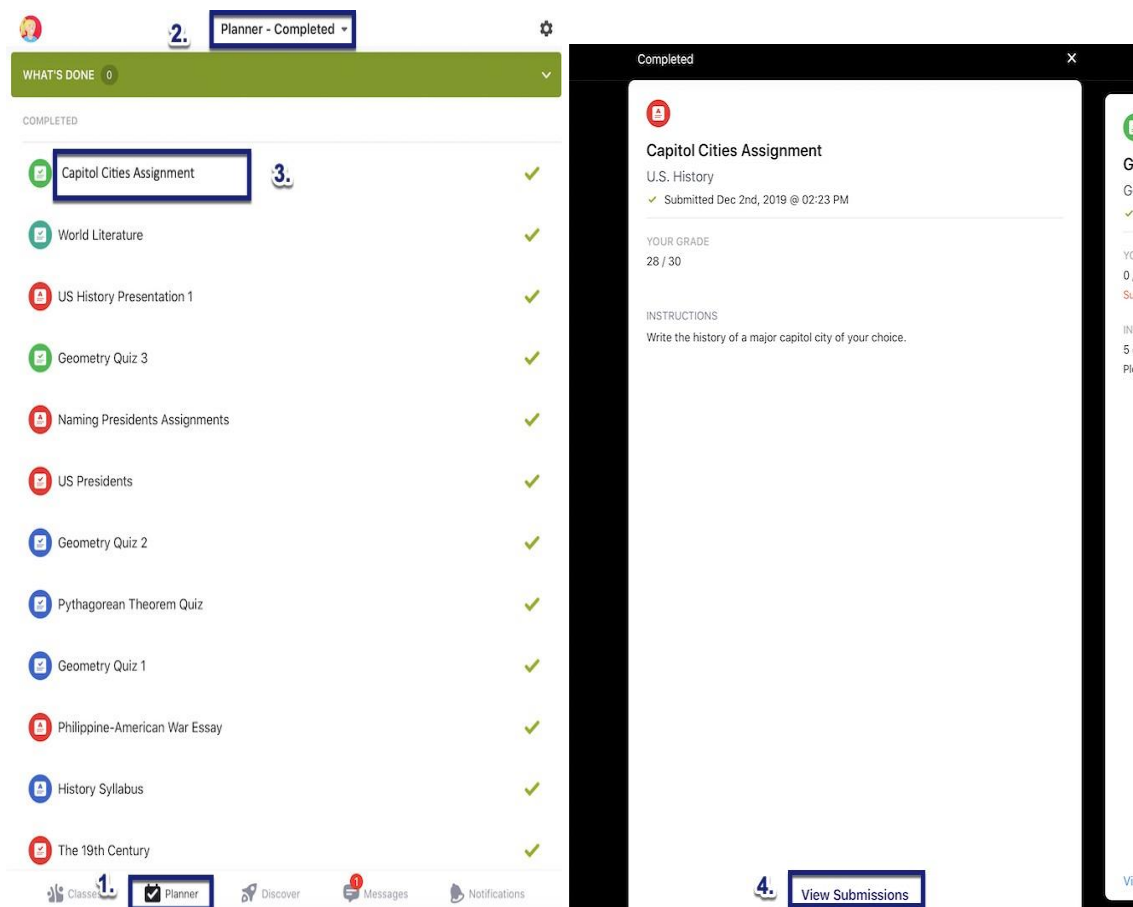 2.
Planner - Completed
WHAT'S DONE 0
COMPLETED
Capitol Cities Assignment
3.
World Literature
US History Presentation 1
Geometry Quiz 3
Naming Presidents Assignments
US Presidents
Geometry Quiz 2
Pythagorean Theorem Quiz
Geometry Quiz 1
Philippine-American War Essay
History Syllabus
The 19th Century
1.
Planner
Discover
1
Messages
Notifications
Completed
X
Capitol Cities Assignment
U.S. History
Submitted Dec 2nd, 2019 @ 02:23 PM
YOUR GRADE
28 / 30
INSTRUCTIONS
Write the history of a major capitol city of your choice.
4.
View Submissions
G
G
0
5